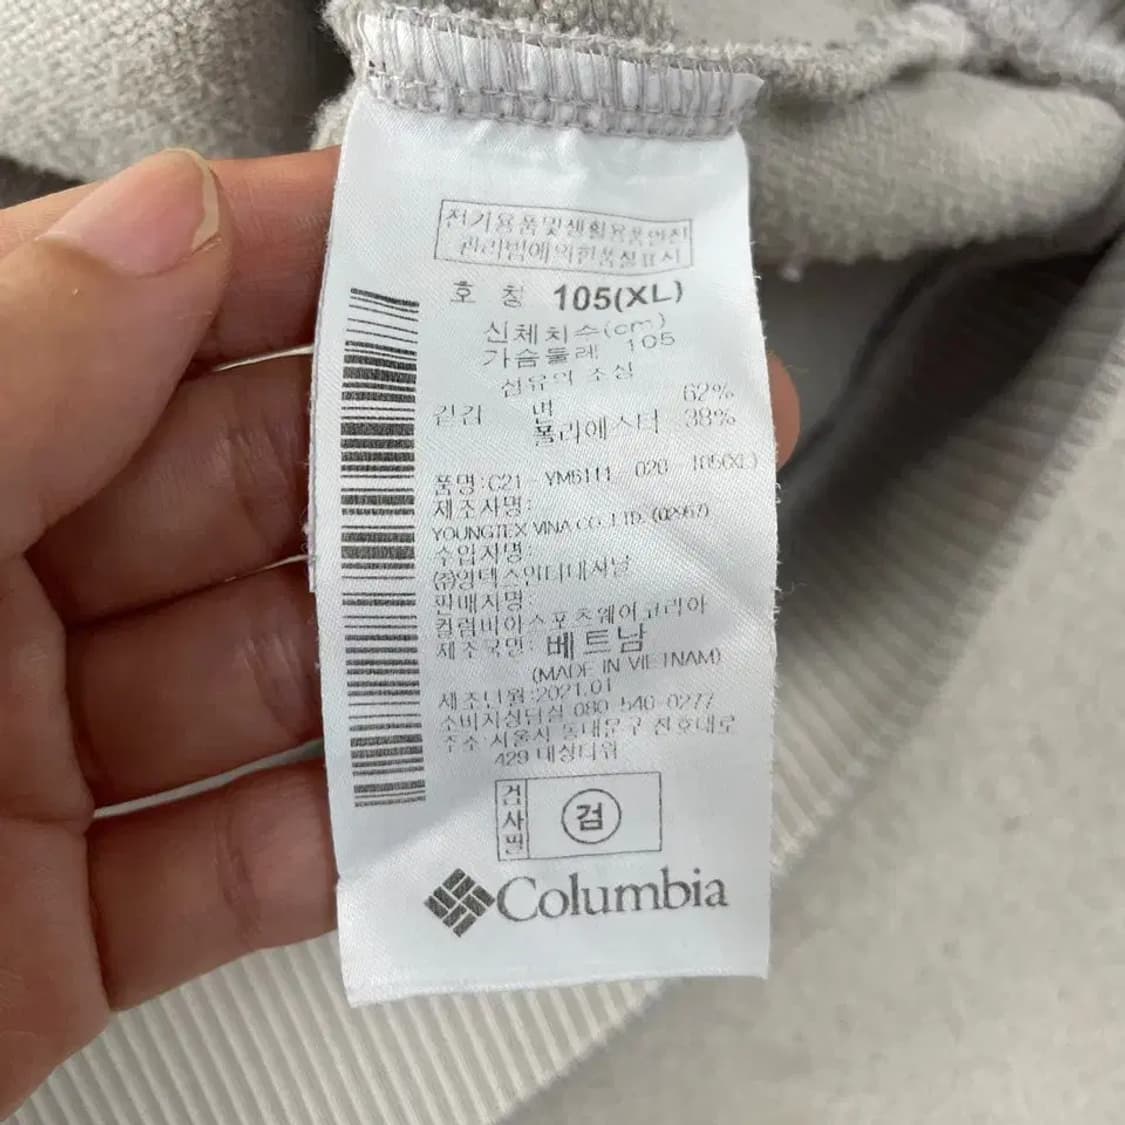 전기용품및생활용품안전
관리법에의한품질표시
호 칭 105(XL)
신체치수(cm)
가슴둘레 105
섬유의 조성
겉감 면 62%
폴리에스터 38%
품명:C21-YM6111-020-105(XL)
제조자명:
YOUNGTEX VINA CO.LTD.(02967)
수입자명:
(주)영텍스인터내셔날
판매자명:
컬럼비아스포츠웨어코리아
제조국명: 베트남
(MADE IN VIETNAM)
제조년월:2021.01
소비자상담실 080-540-0277
주소:서울시 동대문구 천호대로
429 대상타워
검사필
검
Columbia